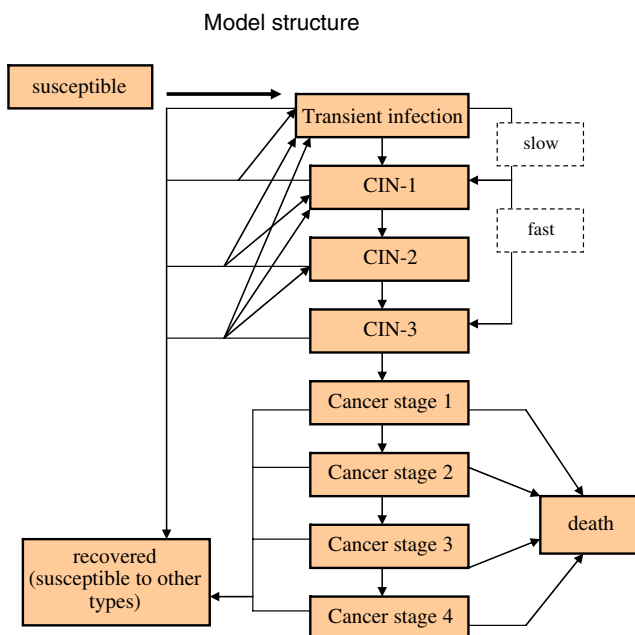 Model structure
susceptible
Transient infection
slow
CIN-1
fast
CIN-2
CIN-3
Cancer stage 1
Cancer stage 2
death
Cancer stage 3
recovered
(susceptible to other
types)
Cancer stage 4